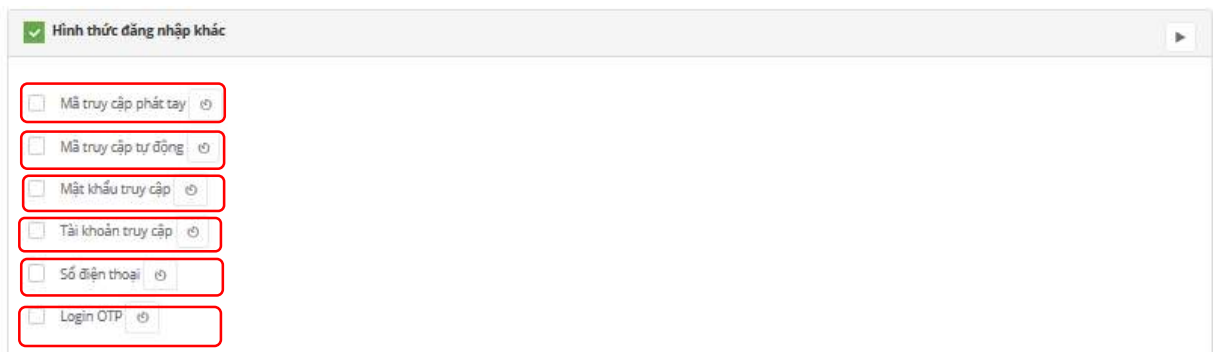 Hình thức đăng nhập khác
Mã truy cập phát tay
Mã truy cập tự động
Mật khẩu truy cập
Tài khoản truy cập
Số điện thoại
Login OTP